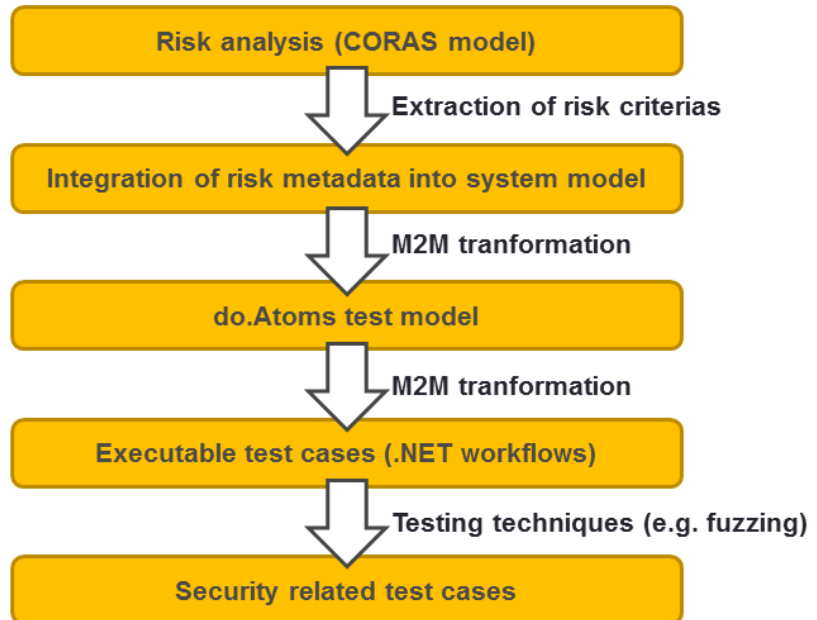 Risk analysis (CORAS model)
Extraction of risk criterias
Integration of risk metadata into system model
M2M tranformation
do.Atoms test model
M2M tranformation
Executable test cases (.NET workflows)
Testing techniques (e.g. fuzzing)
Security related test cases